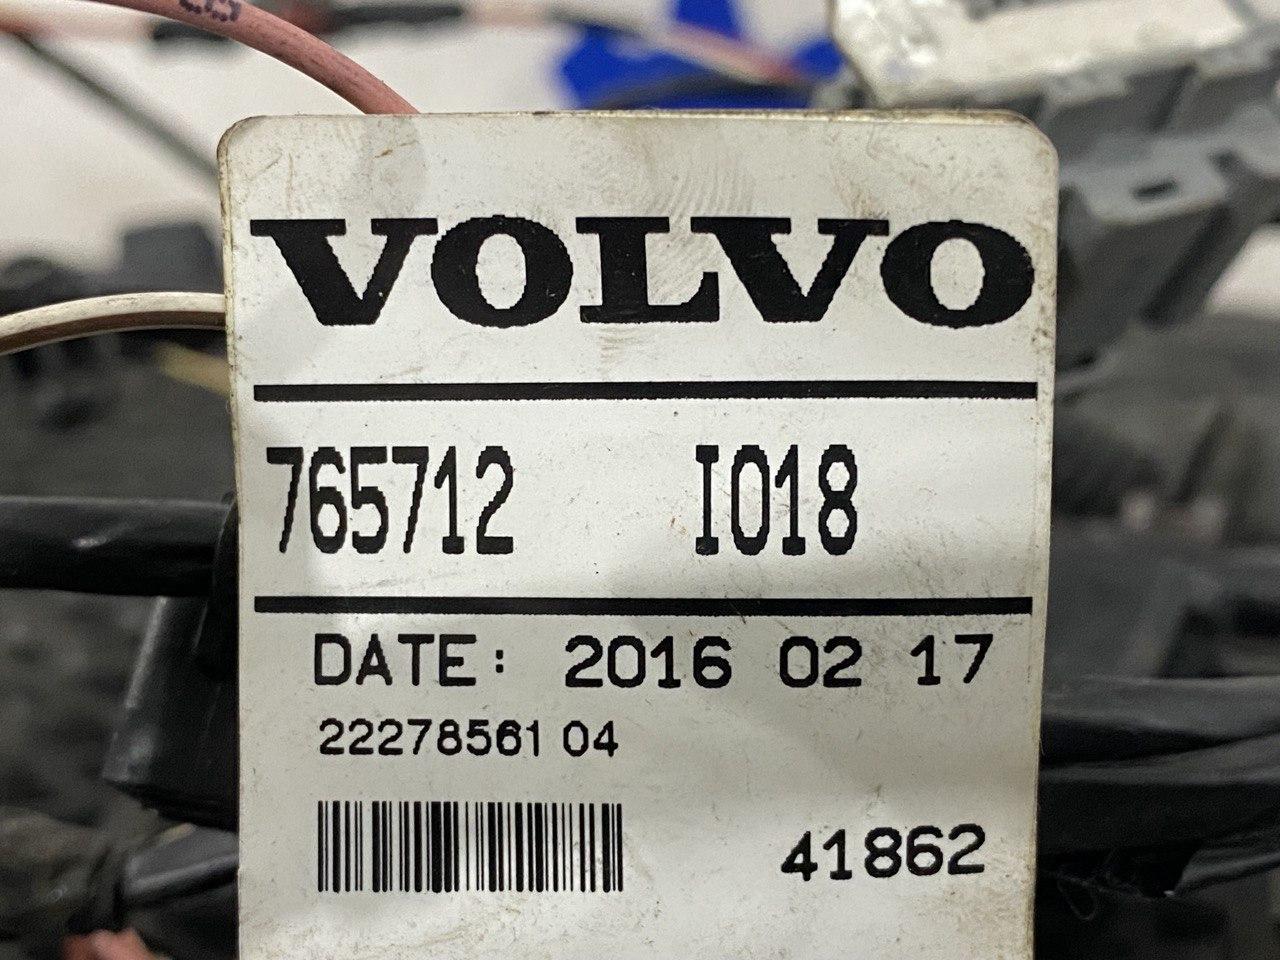 VOLVO
765712 I018
DATE: 2016 02 17
22278561 04
41862